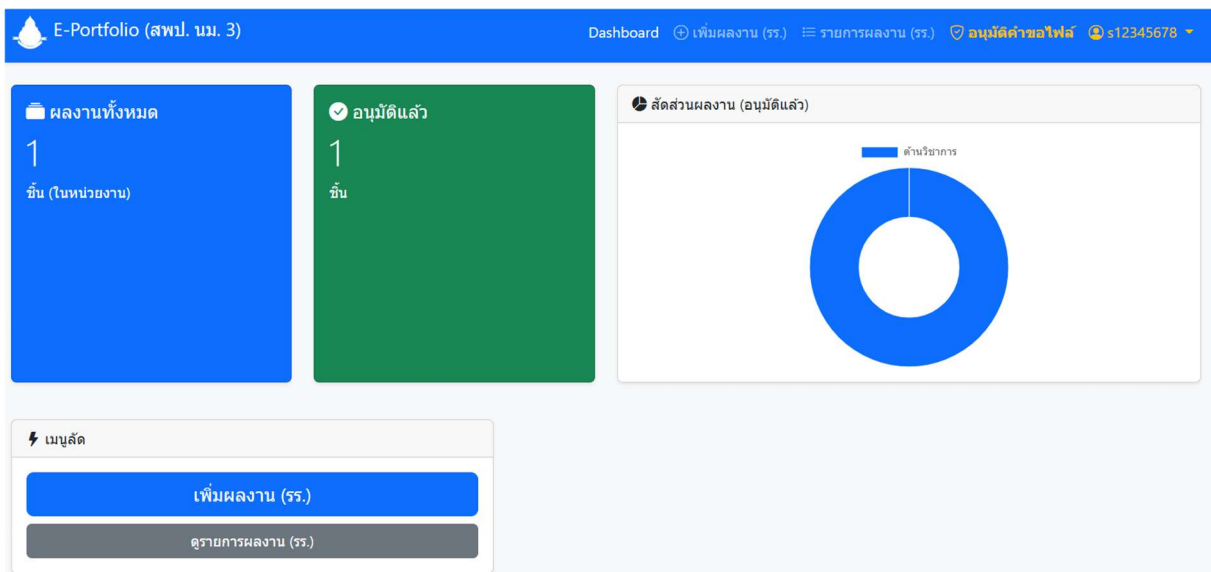 E-Portfolio (สพป. นม. 3)
Dashboard เพิ่มผลงาน (รร.) รายการผลงาน (รร.) อนุมัติคำขอไฟล์ s12345678
ผลงานทั้งหมด
1
ชิ้น (ในหน่วยงาน)
อนุมัติแล้ว
1
ชิ้น
สัดส่วนผลงาน (อนุมัติแล้ว)
ด้านวิชาการ
เมนูลัด
เพิ่มผลงาน (รร.)
ดูรายการผลงาน (รร.)